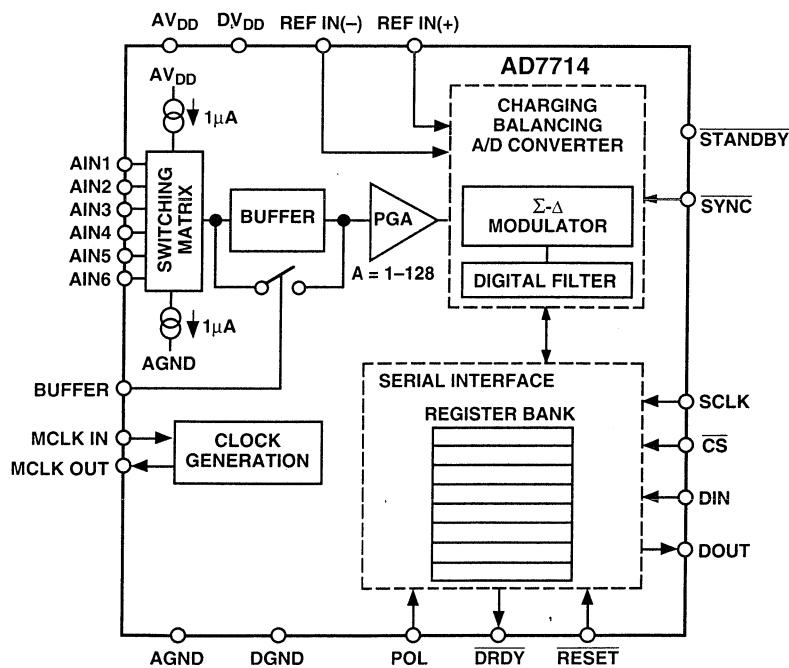 AVDD
D.VDD
REF IN(–)
REF IN(+)
AD7714
AVDD
1μA
CHARGING
BALANCING
A/D CONVERTER
STANDBY
AIN1
AIN2
AIN3
AIN4
AIN5
AIN6
SWITCHING
MATRIX
BUFFER
PGA
A = 1–128
Σ-Δ
MODULATOR
DIGITAL FILTER
SYNC
1μA
AGND
BUFFER
SERIAL INTERFACE
REGISTER BANK
SCLK
CS
DIN
DOUT
MCLK IN
MCLK OUT
CLOCK
GENERATION
AGND
DGND
POL
DRDY
RESET